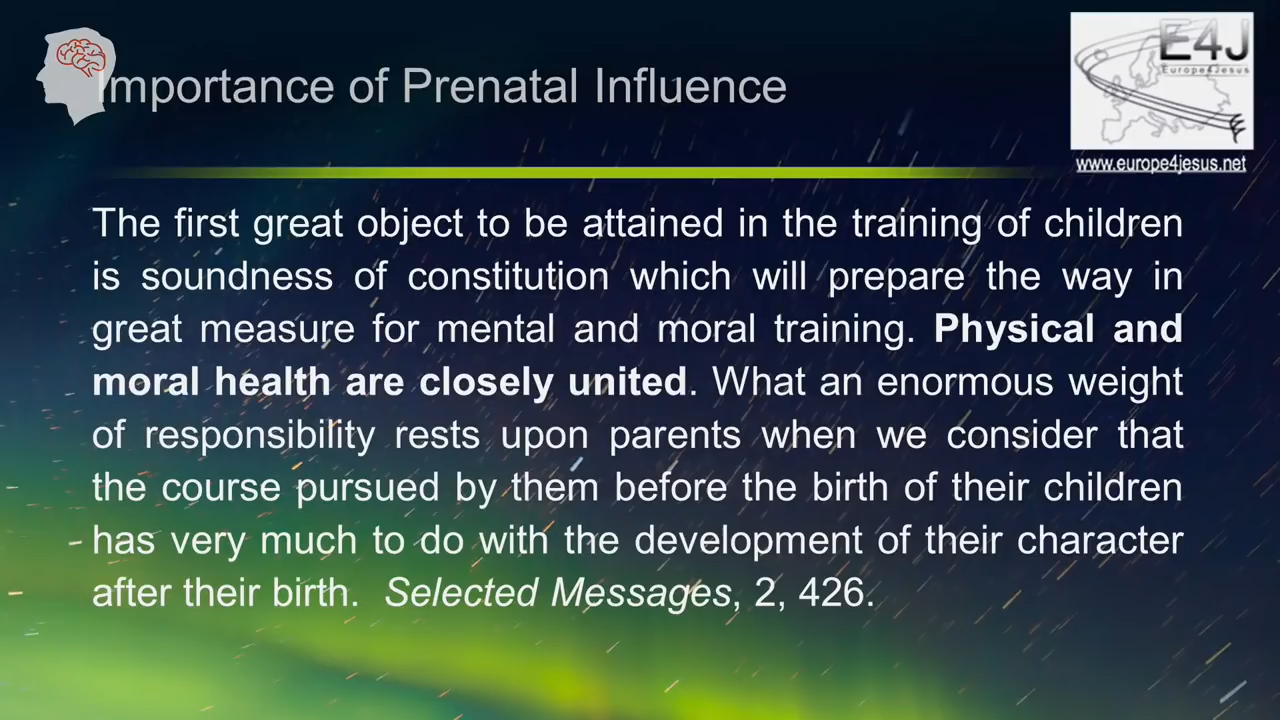 Importance of Prenatal Influence
E4J
Europe4Jesus
www.europe4jesus.net
The first great object to be attained in the training of children
is soundness of constitution which will prepare the way in
great measure for mental and moral training. Physical and
moral health are closely united. What an enormous weight
of responsibility rests upon parents when we consider that
the course pursued by them before the birth of their children
has very much to do with the development of their character
after their birth. Selected Messages, 2, 426.